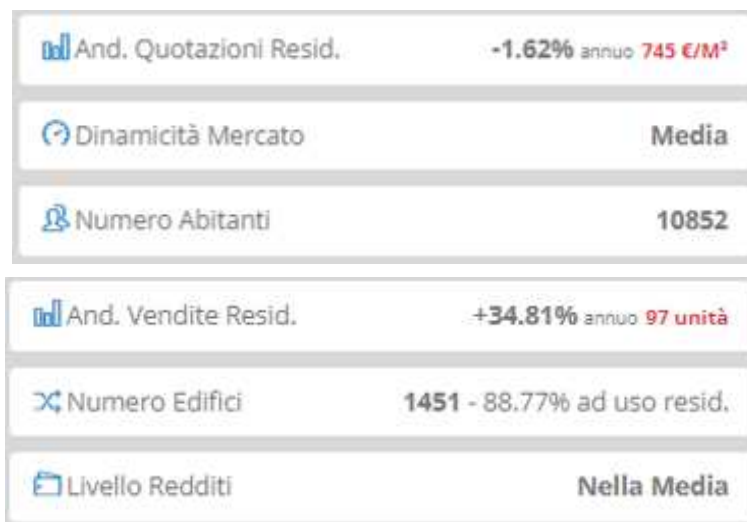 And. Quotazioni Resid. -1.62% annuo 745 €/M²
Dinamicità Mercato Media
Numero Abitanti 10852
And. Vendite Resid. +34.81% annuo 97 unità
Numero Edifici 1451 - 88.77% ad uso resid.
Livello Redditi Nella Media